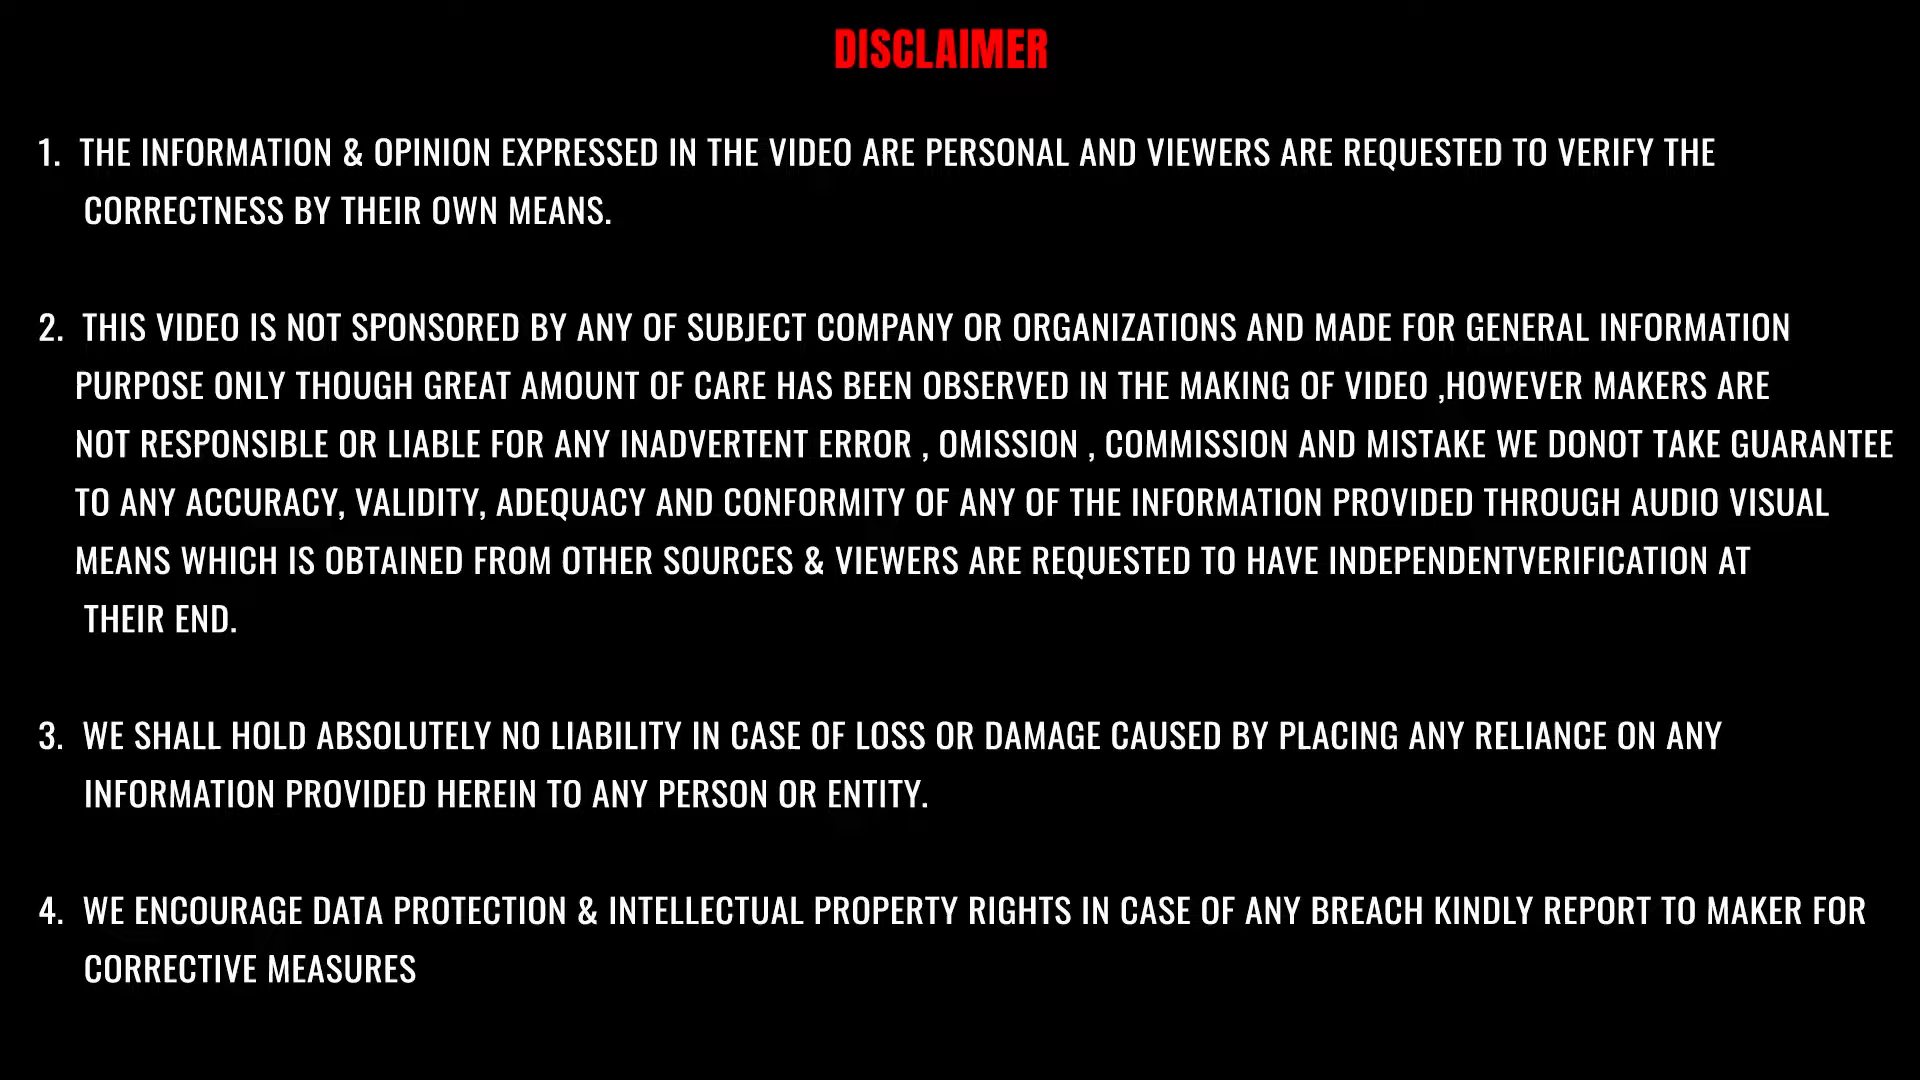 DISCLAIMER
1. THE INFORMATION & OPINION EXPRESSED IN THE VIDEO ARE PERSONAL AND VIEWERS ARE REQUESTED TO VERIFY THE
CORRECTNESS BY THEIR OWN MEANS.
2. THIS VIDEO IS NOT SPONSORED BY ANY OF SUBJECT COMPANY OR ORGANIZATIONS AND MADE FOR GENERAL INFORMATION
PURPOSE ONLY THOUGH GREAT AMOUNT OF CARE HAS BEEN OBSERVED IN THE MAKING OF VIDEO ,HOWEVER MAKERS ARE
NOT RESPONSIBLE OR LIABLE FOR ANY INADVERTENT ERROR , OMISSION , COMMISSION AND MISTAKE WE DONOT TAKE GUARANTEE
TO ANY ACCURACY, VALIDITY, ADEQUACY AND CONFORMITY OF ANY OF THE INFORMATION PROVIDED THROUGH AUDIO VISUAL
MEANS WHICH IS OBTAINED FROM OTHER SOURCES & VIEWERS ARE REQUESTED TO HAVE INDEPENDENTVERIFICATION AT
THEIR END.
3. WE SHALL HOLD ABSOLUTELY NO LIABILITY IN CASE OF LOSS OR DAMAGE CAUSED BY PLACING ANY RELIANCE ON ANY
INFORMATION PROVIDED HEREIN TO ANY PERSON OR ENTITY.
4. WE ENCOURAGE DATA PROTECTION & INTELLECTUAL PROPERTY RIGHTS IN CASE OF ANY BREACH KINDLY REPORT TO MAKER FOR
CORRECTIVE MEASURES